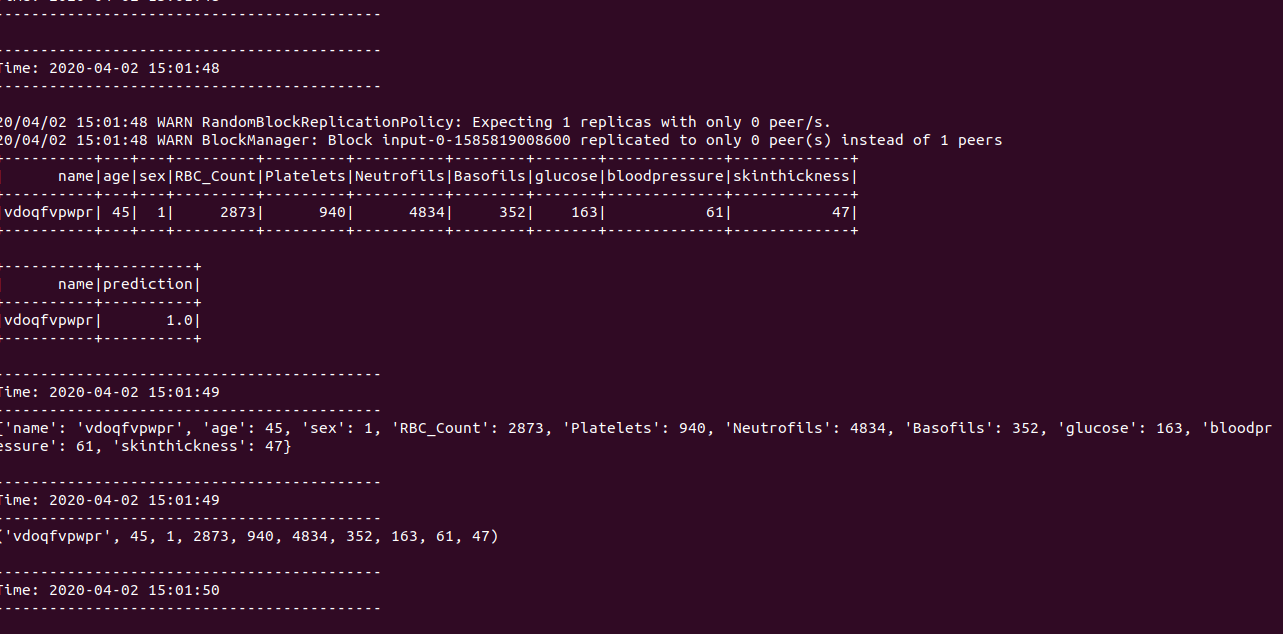 -------------------------------------------
-------------------------------------------
Time: 2020-04-02 15:01:48
-------------------------------------------
20/04/02 15:01:48 WARN RandomBlockReplicationPolicy: Expecting 1 replicas with only 0 peer/s.
20/04/02 15:01:48 WARN BlockManager: Block input-0-1585819008600 replicated to only 0 peer(s) instead of 1 peers
+----------+---+---+---------+---------+----------+--------+-------+-------------+-------------+
|      name|age|sex|RBC_Count|Platelets|Neutrofils|Basofils|glucose|bloodpressure|skinthickness|
+----------+---+---+---------+---------+----------+--------+-------+-------------+-------------+
|vdoqfvpwpr| 45|  1|     2873|      940|      4834|     352|    163|           61|           47|
+----------+---+---+---------+---------+----------+--------+-------+-------------+-------------+
+----------+----------+
|      name|prediction|
+----------+----------+
|vdoqfvpwpr|       1.0|
+----------+----------+
-------------------------------------------
Time: 2020-04-02 15:01:49
-------------------------------------------
{'name': 'vdoqfvpwpr', 'age': 45, 'sex': 1, 'RBC_Count': 2873, 'Platelets': 940, 'Neutrofils': 4834, 'Basofils': 352, 'glucose': 163, 'bloodpr
essure': 61, 'skinthickness': 47}
-------------------------------------------
Time: 2020-04-02 15:01:49
-------------------------------------------
('vdoqfvpwpr', 45, 1, 2873, 940, 4834, 352, 163, 61, 47)
-------------------------------------------
Time: 2020-04-02 15:01:50
-------------------------------------------